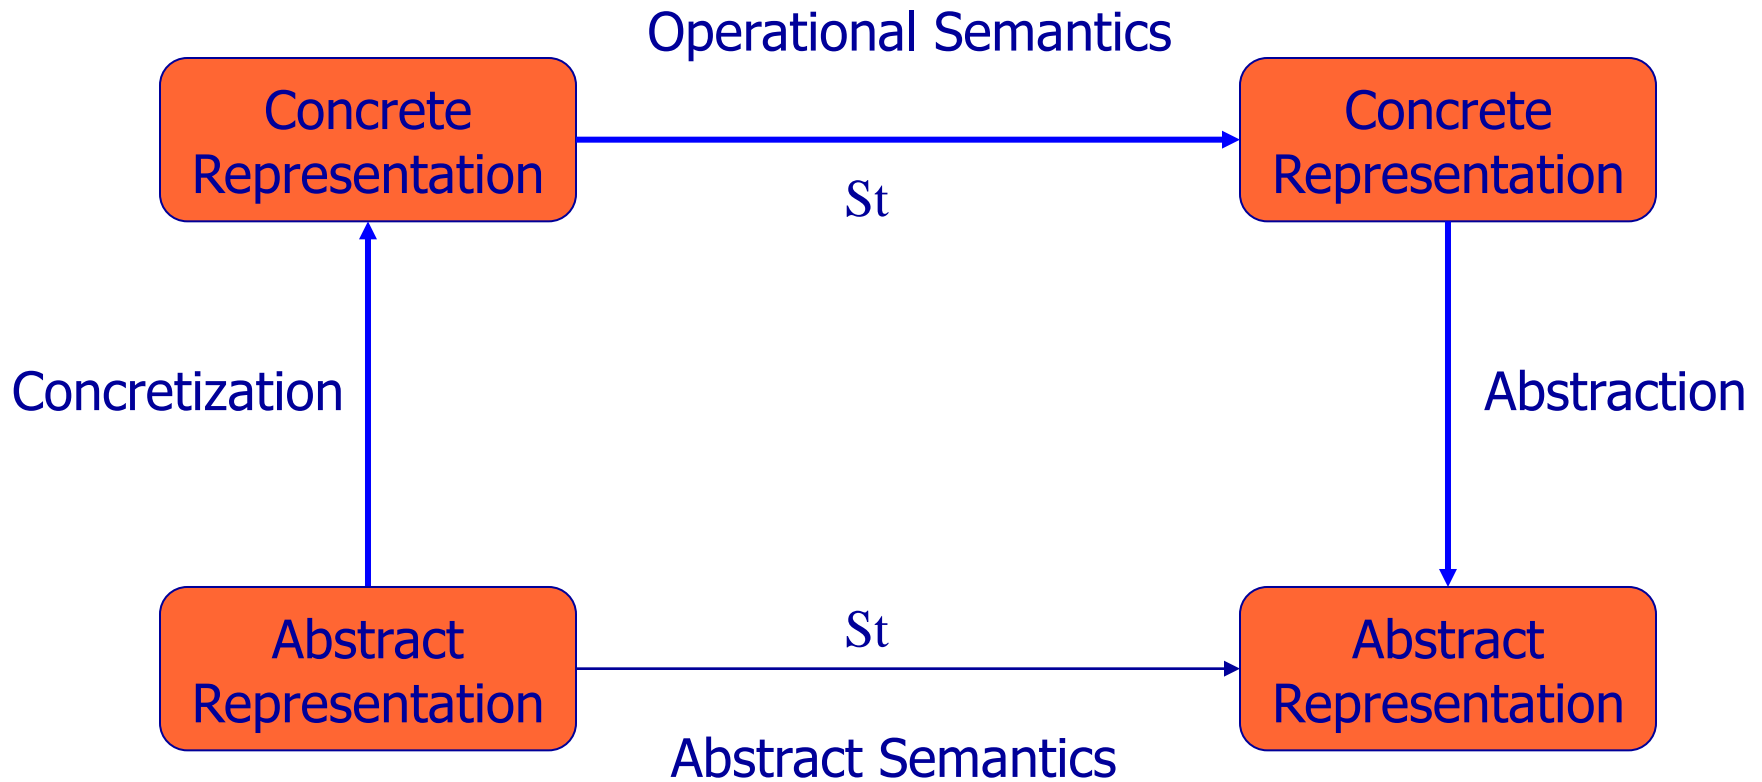 Operational Semantics
Concrete
Representation
Concrete
Representation
St
Concretization
Abstraction
Abstract
Representation
St
Abstract
Representation
Abstract Semantics